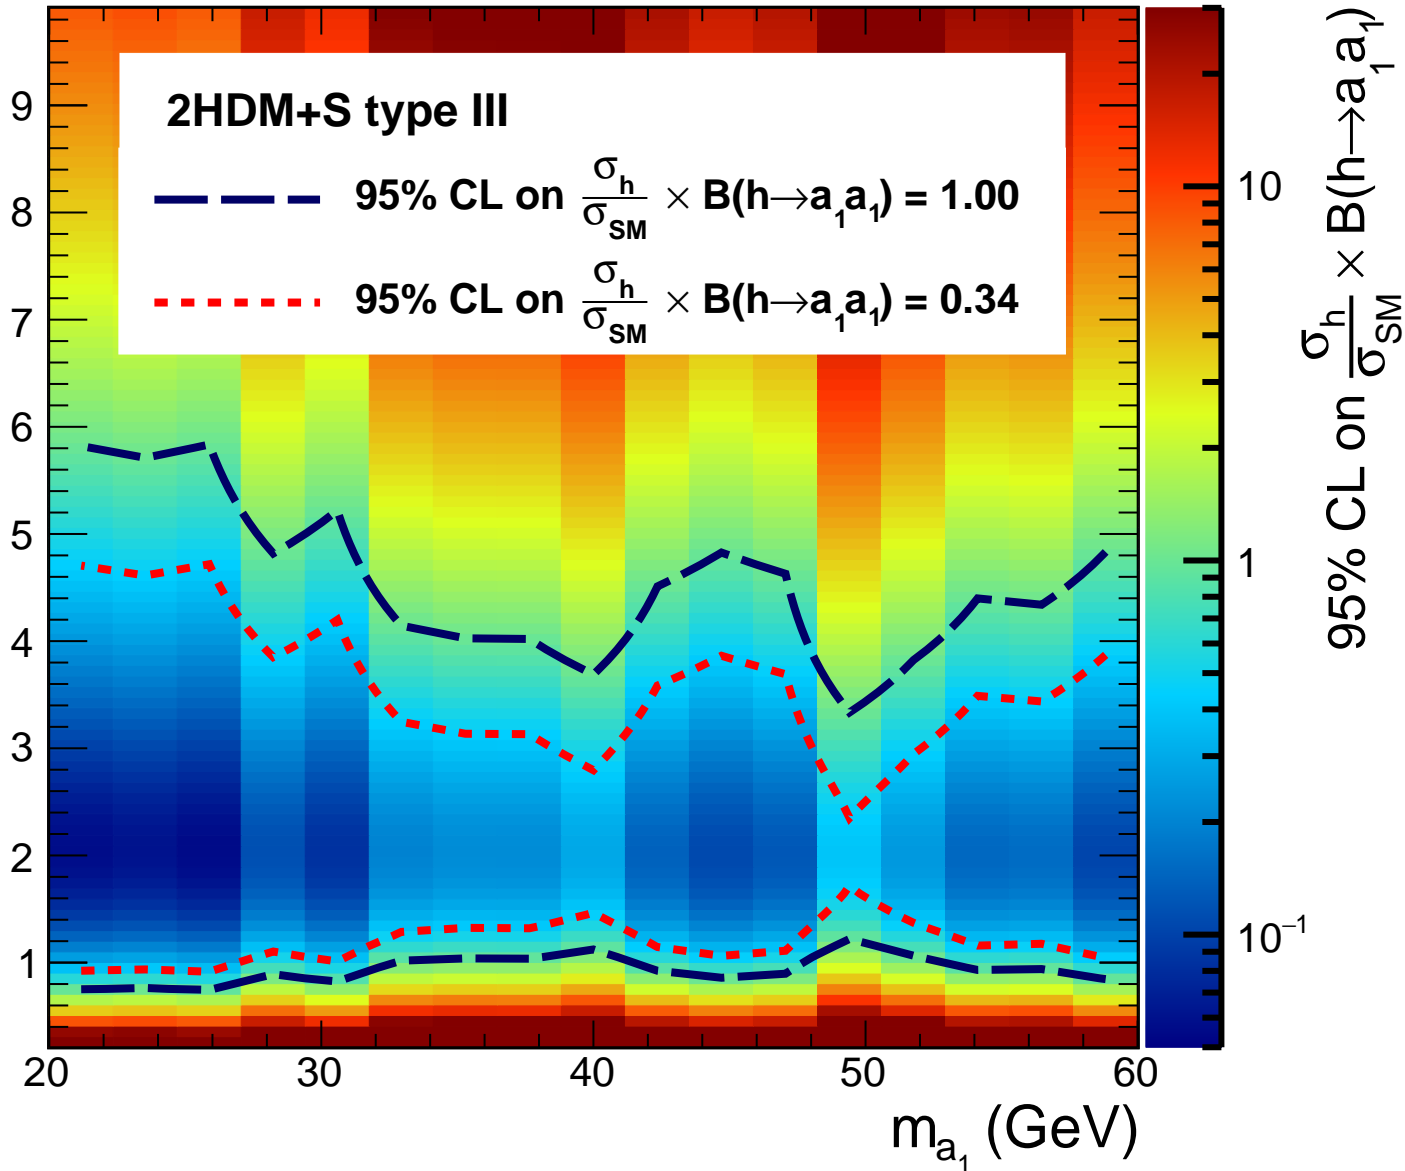 2HDM+S type III
95% CL on σh/σSM × B(h→a1a1) = 1.00
95% CL on σh/σSM × B(h→a1a1) = 0.34
9
8
7
6
5
4
3
2
1
20 30 40 50 60
ma1 (GeV)
10
1
10−1
95% CL on σh/σSM × B(h→a1a1)